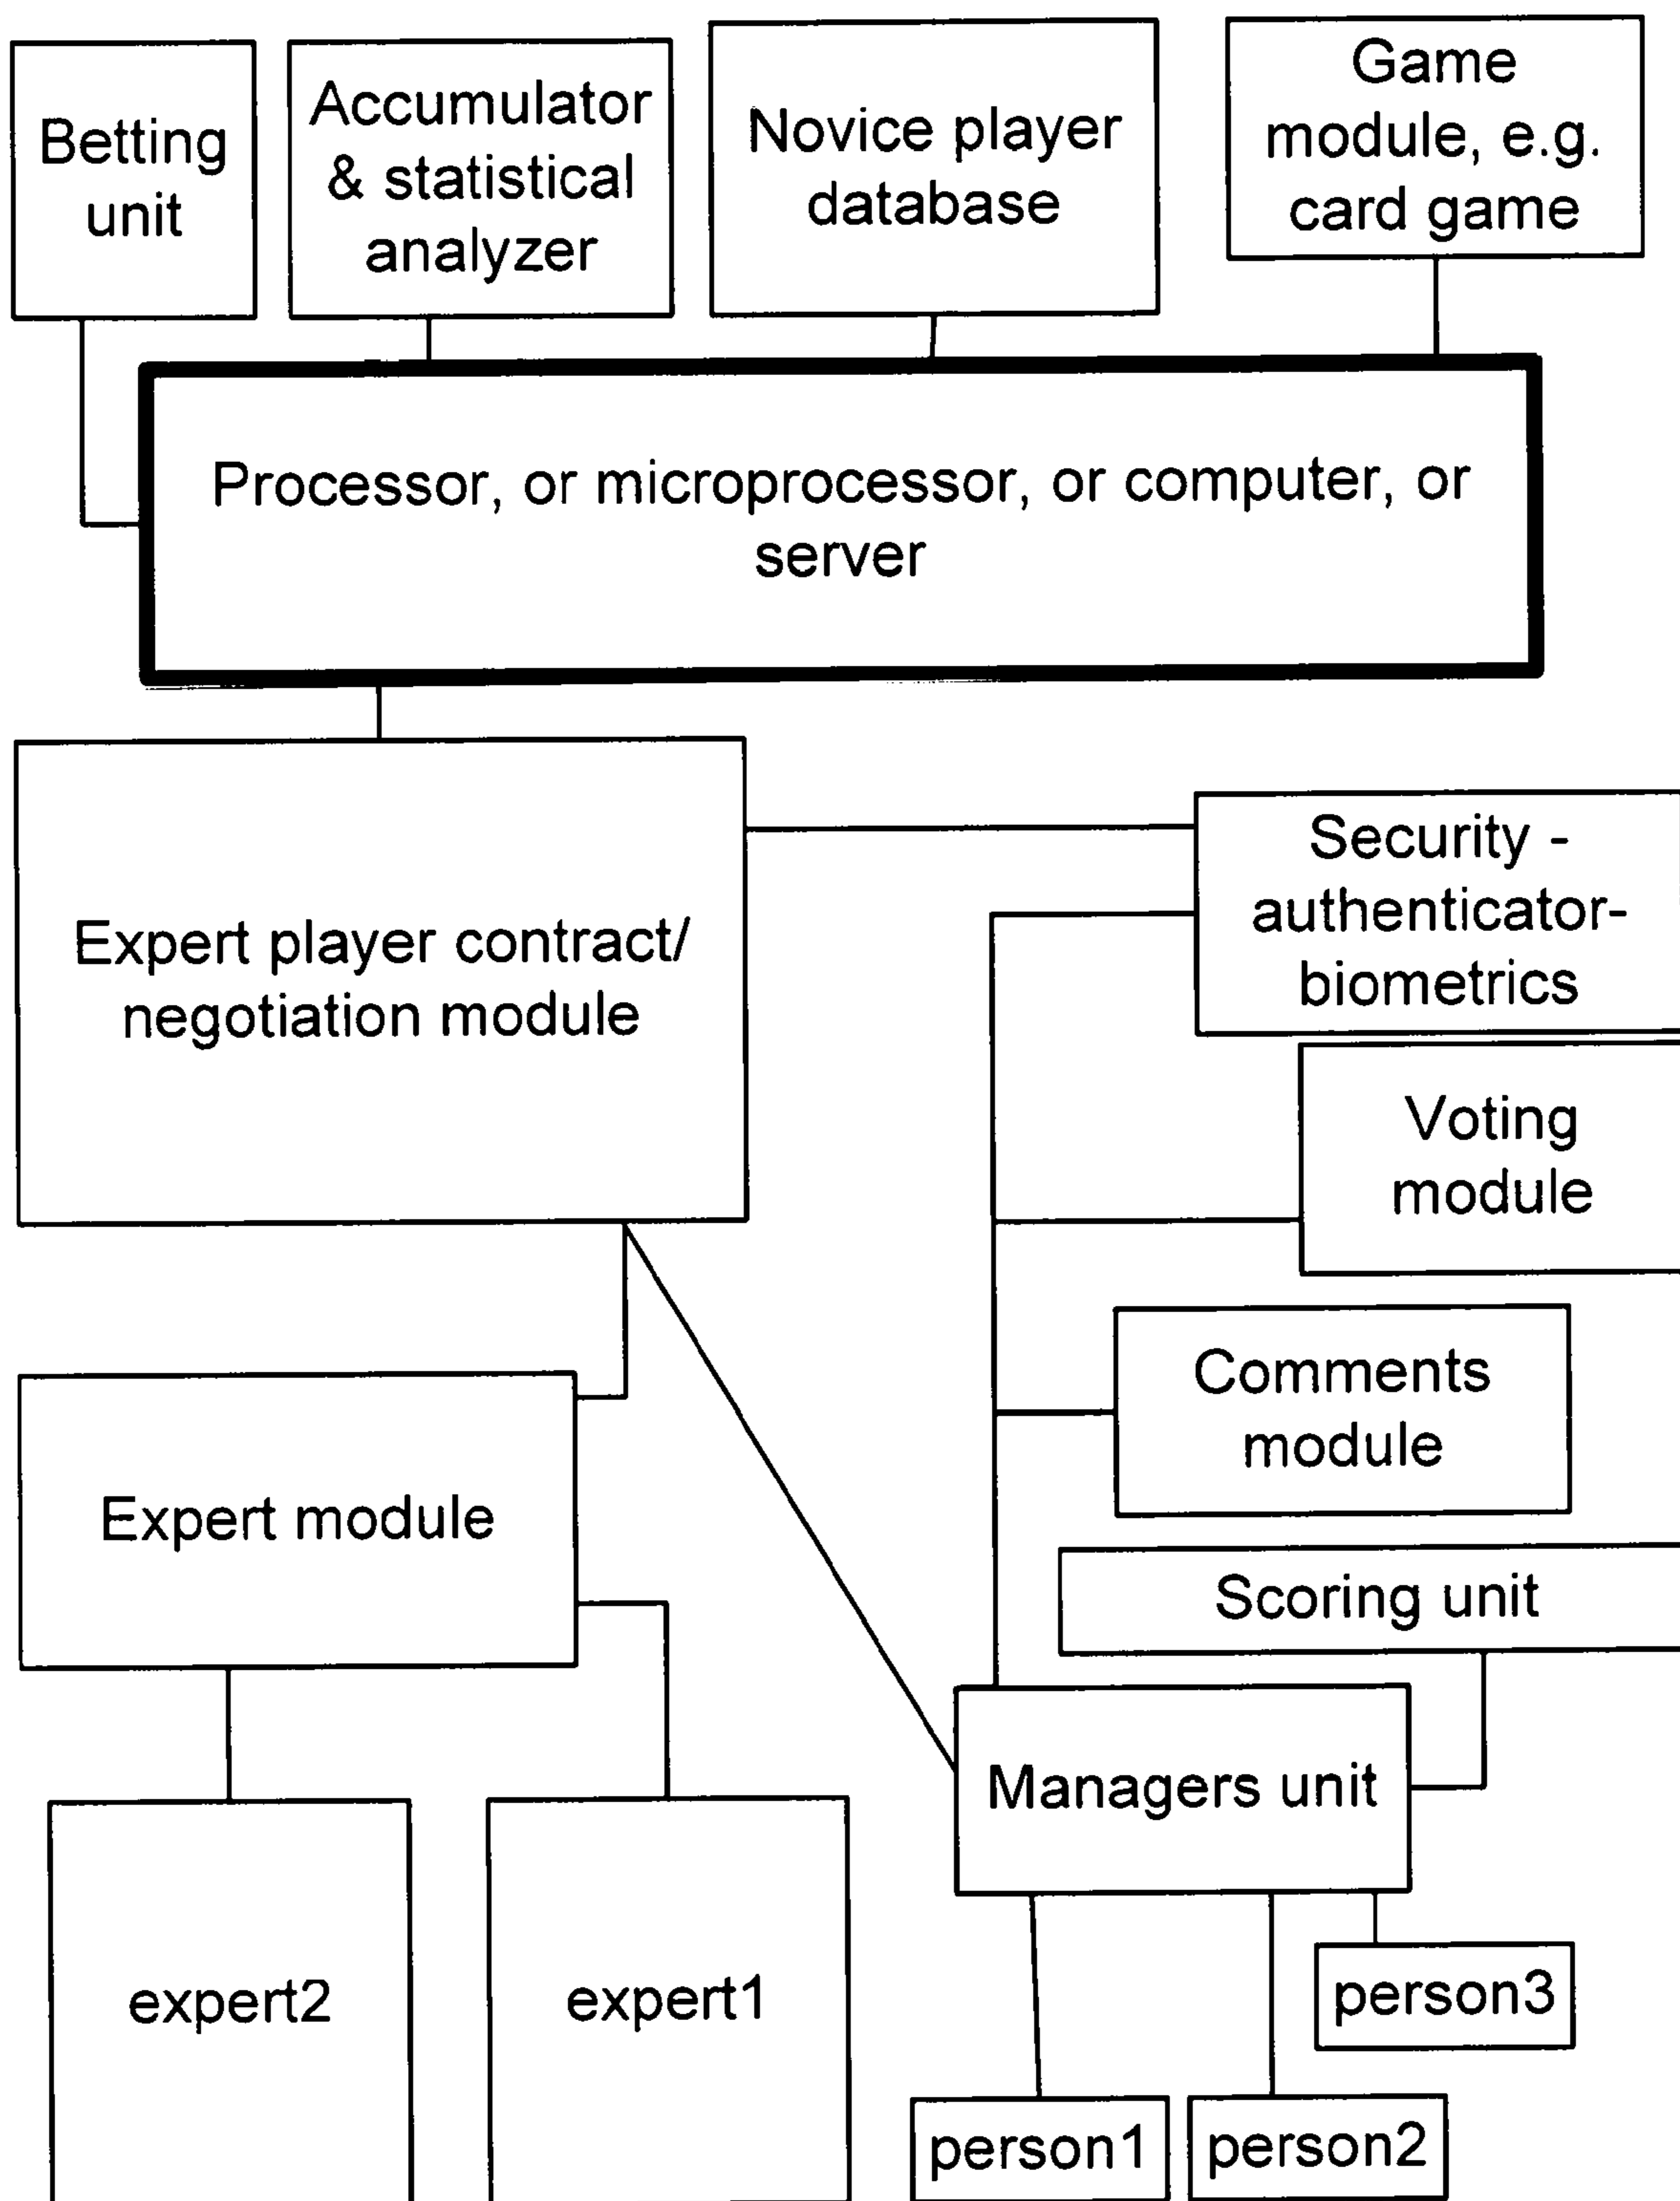 Betting
unit
Accumulator
& statistical
analyzer
Novice player
database
Game
module, e.g.
card game
Processor, or microprocessor, or computer, or
server
Expert player contract/
negotiation module
Security -
authenticator-
biometrics
Voting
module
Comments
module
Scoring unit
Expert module
Managers unit
expert2
expert1
person3
person1
person2